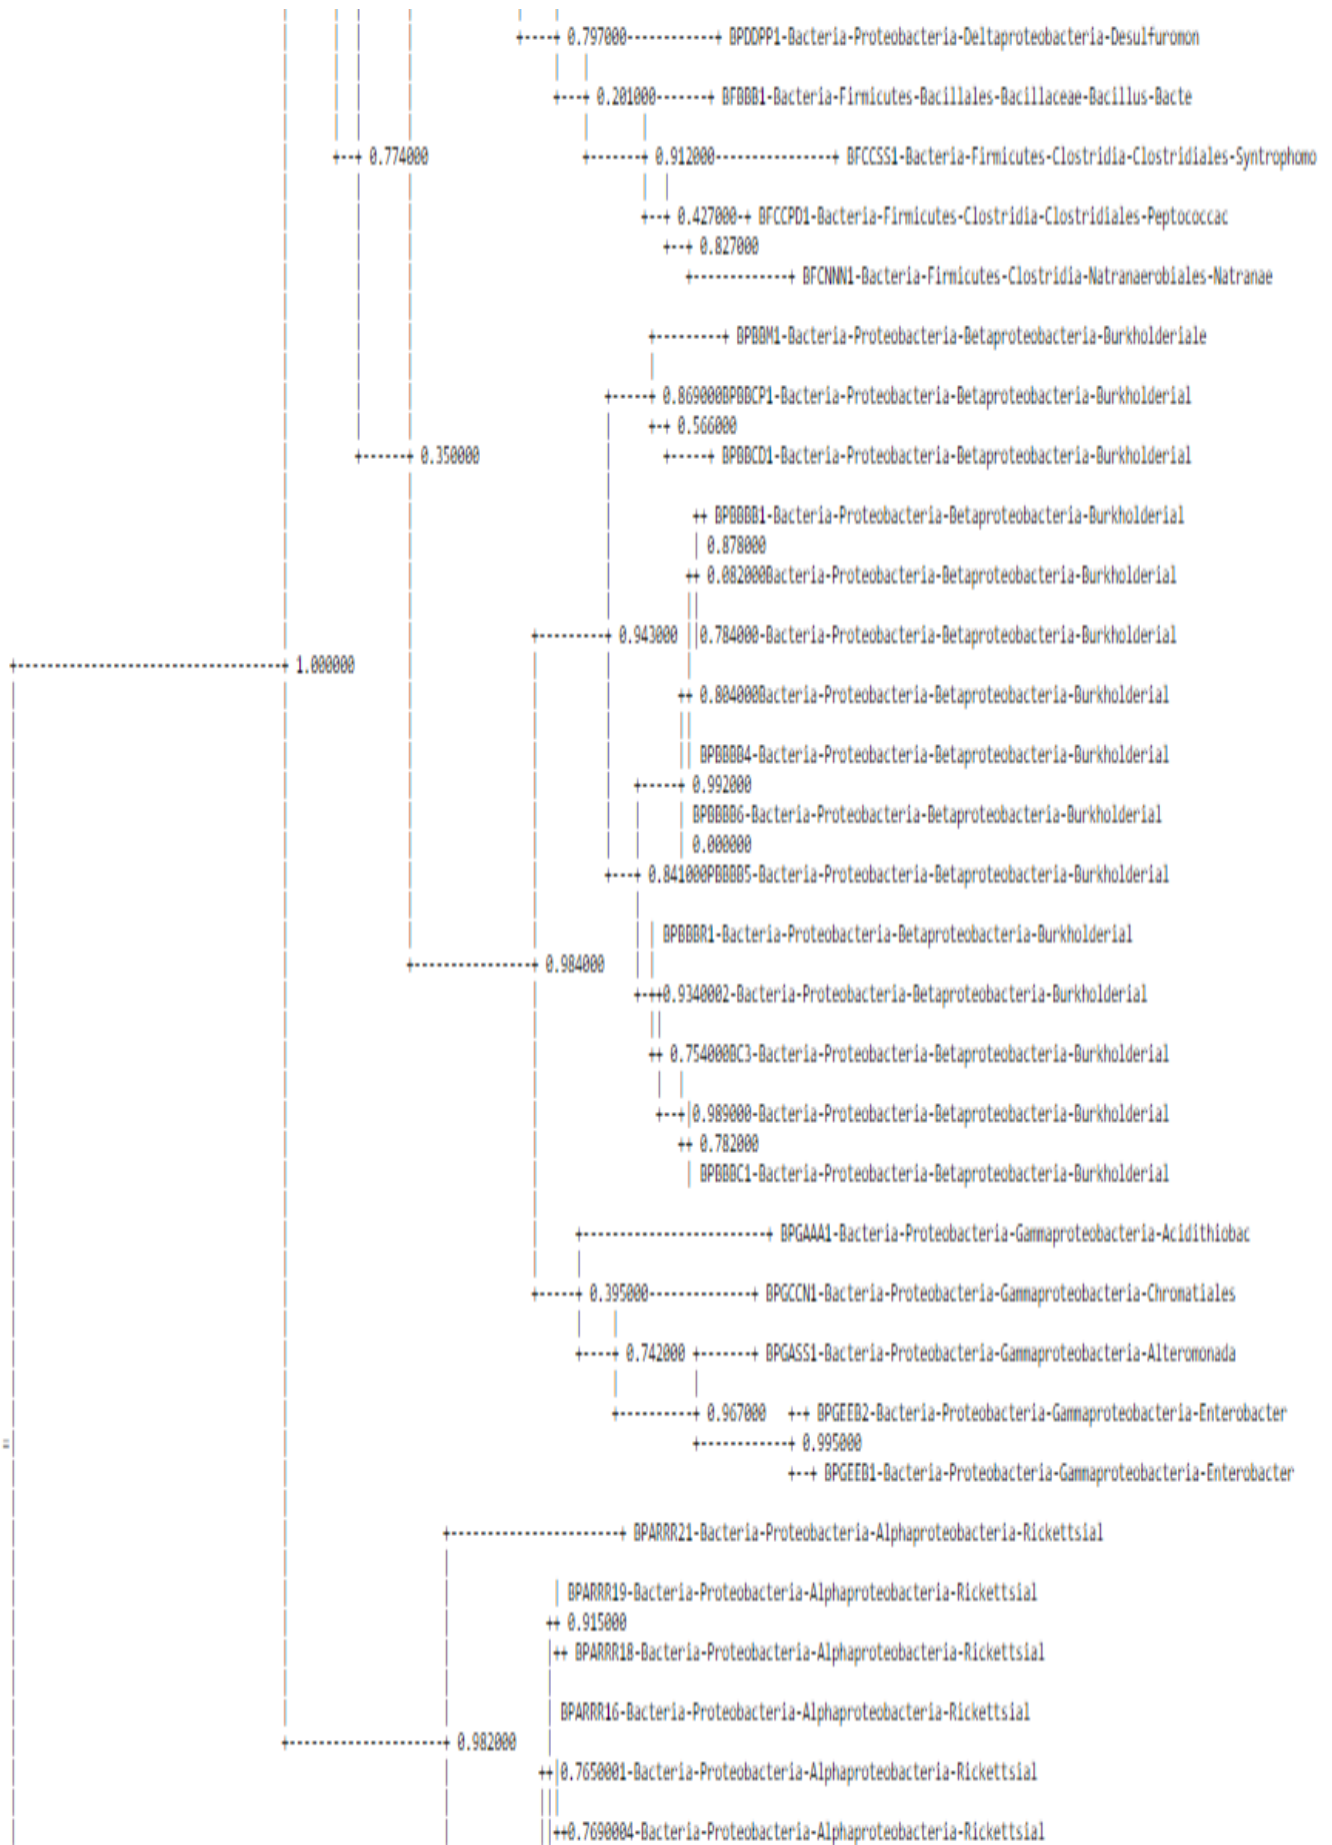 0.797000 BPDDPP1-Bacteria-Proteobacteria-Deltaproteobacteria-Desulfuromon
0.201000 BFBBB1-Bacteria-Firmicutes-Bacillales-Bacillaceae-Bacillus-Bacte
0.774000 0.912000 BFCCSS1-Bacteria-Firmicutes-Clostridia-Clostridiales-Syntrophomo
0.427000 BFCCPD1-Bacteria-Firmicutes-Clostridia-Clostridiales-Peptococcac
0.827000
BFCNNN1-Bacteria-Firmicutes-Clostridia-Natranaerobiales-Natranae
BPBBM1-Bacteria-Proteobacteria-Betaproteobacteria-Burkholderiale
0.869000BPBBCP1-Bacteria-Proteobacteria-Betaproteobacteria-Burkholderial
0.566000
0.350000 BPBBCD1-Bacteria-Proteobacteria-Betaproteobacteria-Burkholderial
BPBBBB1-Bacteria-Proteobacteria-Betaproteobacteria-Burkholderial
0.878000
0.082000Bacteria-Proteobacteria-Betaproteobacteria-Burkholderial
0.943000 0.784000-Bacteria-Proteobacteria-Betaproteobacteria-Burkholderial
1.000000
0.804000Bacteria-Proteobacteria-Betaproteobacteria-Burkholderial
BPBBBB4-Bacteria-Proteobacteria-Betaproteobacteria-Burkholderial
0.992000
BPBBBB6-Bacteria-Proteobacteria-Betaproteobacteria-Burkholderial
0.000000
0.841000PBBBB5-Bacteria-Proteobacteria-Betaproteobacteria-Burkholderial
BPBBBR1-Bacteria-Proteobacteria-Betaproteobacteria-Burkholderial
0.984000
0.9340002-Bacteria-Proteobacteria-Betaproteobacteria-Burkholderial
0.754000BC3-Bacteria-Proteobacteria-Betaproteobacteria-Burkholderial
0.989000-Bacteria-Proteobacteria-Betaproteobacteria-Burkholderial
0.782000
BPBBBC1-Bacteria-Proteobacteria-Betaproteobacteria-Burkholderial
BPGAAA1-Bacteria-Proteobacteria-Gammaproteobacteria-Acidithiobac
0.395000 BPGCCN1-Bacteria-Proteobacteria-Gammaproteobacteria-Chromatiales
0.742000 BPGASS1-Bacteria-Proteobacteria-Gammaproteobacteria-Alteromonada
0.967000 BPGEEB2-Bacteria-Proteobacteria-Gammaproteobacteria-Enterobacter
0.995000
BPGEEB1-Bacteria-Proteobacteria-Gammaproteobacteria-Enterobacter
BPARRR21-Bacteria-Proteobacteria-Alphaproteobacteria-Rickettsial
BPARRR19-Bacteria-Proteobacteria-Alphaproteobacteria-Rickettsial
0.915000
BPARRR18-Bacteria-Proteobacteria-Alphaproteobacteria-Rickettsial
BPARRR16-Bacteria-Proteobacteria-Alphaproteobacteria-Rickettsial
0.982000
0.7650001-Bacteria-Proteobacteria-Alphaproteobacteria-Rickettsial
0.7690004-Bacteria-Proteobacteria-Alphaproteobacteria-Rickettsial